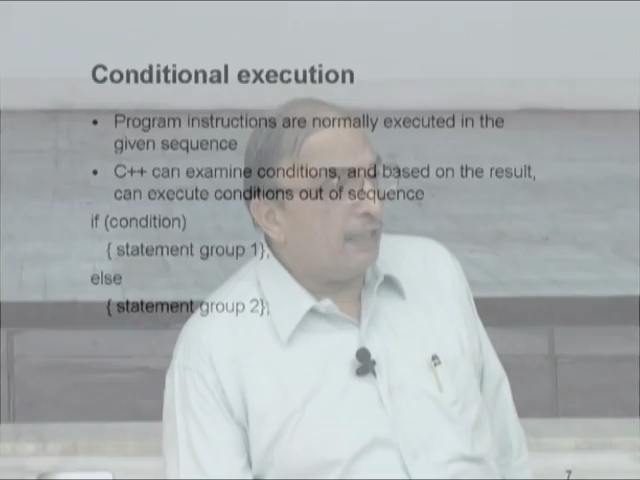 Conditional execution
• Program instructions are normally executed in the
given sequence
• C++ can examine conditions, and based on the result,
can execute conditions out of sequence
if (condition)
{ statement group 1};
else
{ statement group 2};
7